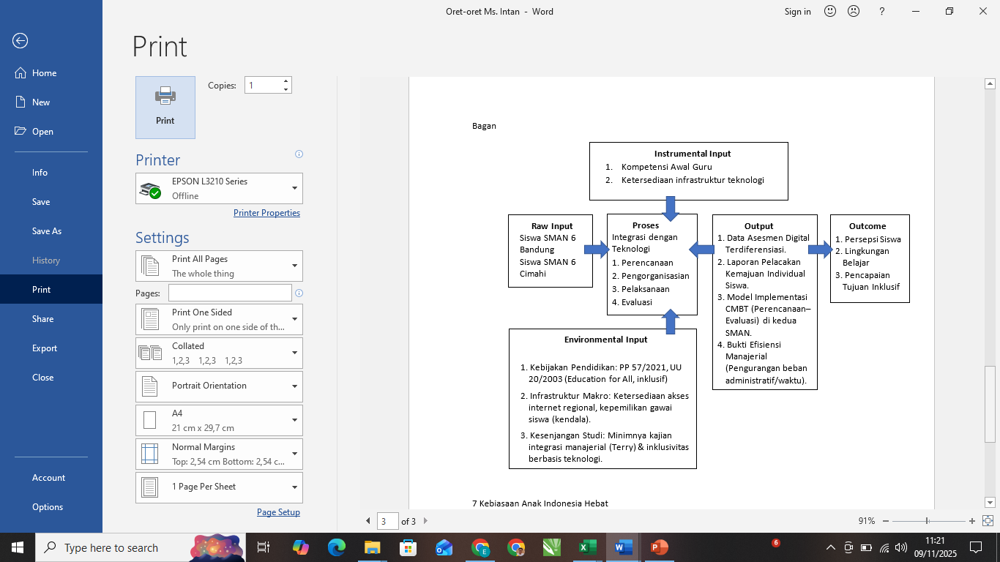 Oret-oret Ms. Intan - Word
Sign in
?
Print
Home
New
Open
Info
Save
Save As
History
Print
Share
Export
Close
Account
Options
Print
Copies: 1
Printer
EPSON L3210 Series
Offline
Printer Properties
Settings
Print All Pages
The whole thing
Pages:
Print One Sided
Only print on one side of th...
Collated
1,2,3 1,2,3 1,2,3
Portrait Orientation
A4
21 cm x 29,7 cm
Normal Margins
Top: 2,54 cm Bottom: 2,54 c...
1 Page Per Sheet
Page Setup
Bagan
Instrumental Input
1. Kompetensi Awal Guru
2. Ketersediaan infrastruktur teknologi
Raw Input
Siswa SMAN 6
Bandung
Siswa SMAN 6
Cimahi
Proses
Integrasi dengan
Teknologi
1. Perencanaan
2. Pengorganisasian
3. Pelaksanaan
4. Evaluasi
Output
1. Data Asesmen Digital
Terdiferensiasi.
2. Laporan Pelacakan
Kemajuan Individual
Siswa.
3. Model Implementasi
CMBT (Perencanaan–
Evaluasi) di kedua
SMAN.
4. Bukti Efisiensi
Manajerial
(Pengurangan beban
administratif/waktu).
Outcome
1. Persepsi Siswa
2. Lingkungan
Belajar
3. Pencapaian
Tujuan Inklusif
Environmental Input
1. Kebijakan Pendidikan: PP 57/2021, UU
20/2003 (Education for All, inklusif)
2. Infrastruktur Makro: Ketersediaan akses
internet regional, kepemilikan gawai
siswa (kendala).
3. Kesenjangan Studi: Minimnya kajian
integrasi manajerial (Terry) & inklusivitas
berbasis teknologi.
7 Kebiasaan Anak Indonesia Hebat
3 of 3
91%
Type here to search
6
11:21
09/11/2025